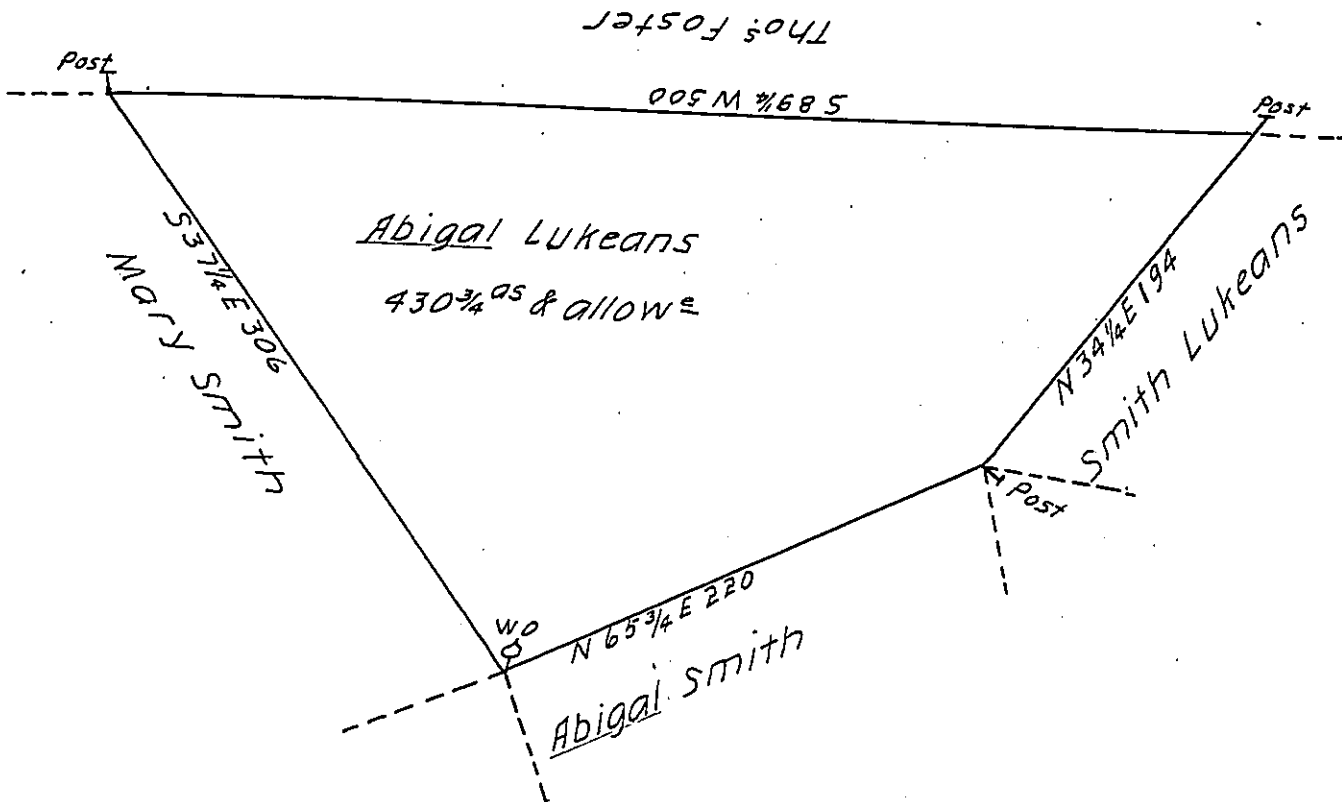 Thoˢ Foster
Post
S 89¼ W 500
Post
Abigal Lukeans
430¾ ᵃˢ & allowᵉ
S 37¼ E 306
Mary Smith
N 34¼ E 194
Smith Lukeans
Post
WO
N 65¾ E 220
Abigal Smith